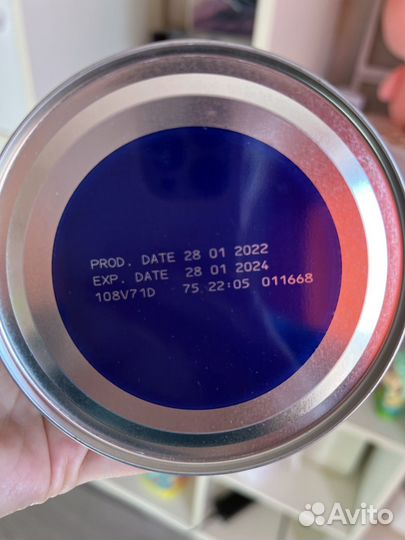 PROD. DATE 28 01 2022
EXP. DATE 28 01 2024
108V71D 75 22:05 011668
Avito